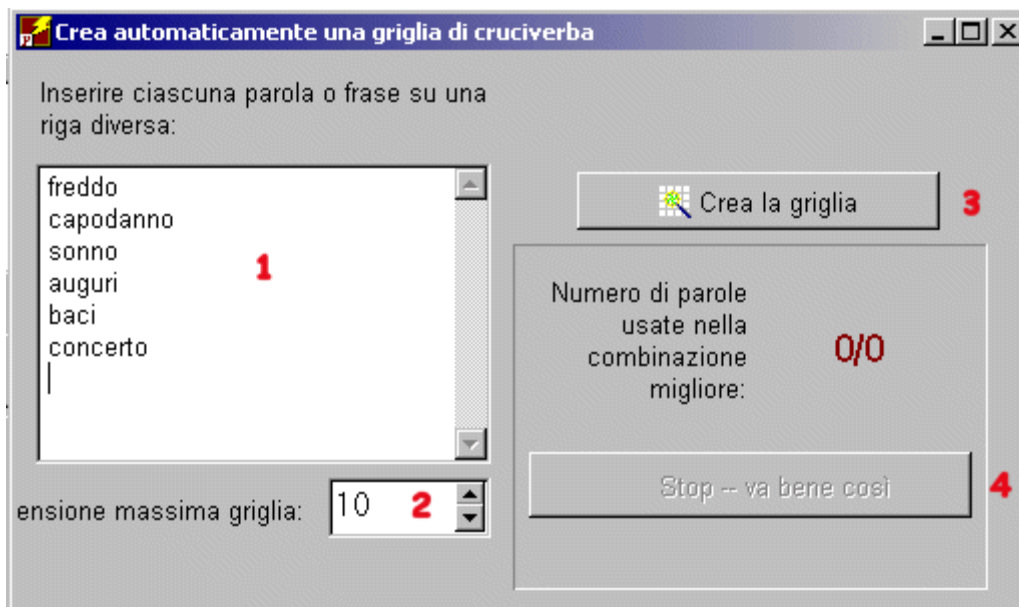 Crea automaticamente una griglia di cruciverba
Inserire ciascuna parola o frase su una
riga diversa:
freddo
capodanno
sonno
auguri
baci
concerto
1
ensione massima griglia:
10
2
Crea la griglia
3
Numero di parole
usate nella
combinazione
migliore:
0/0
Stop -- va bene così
4